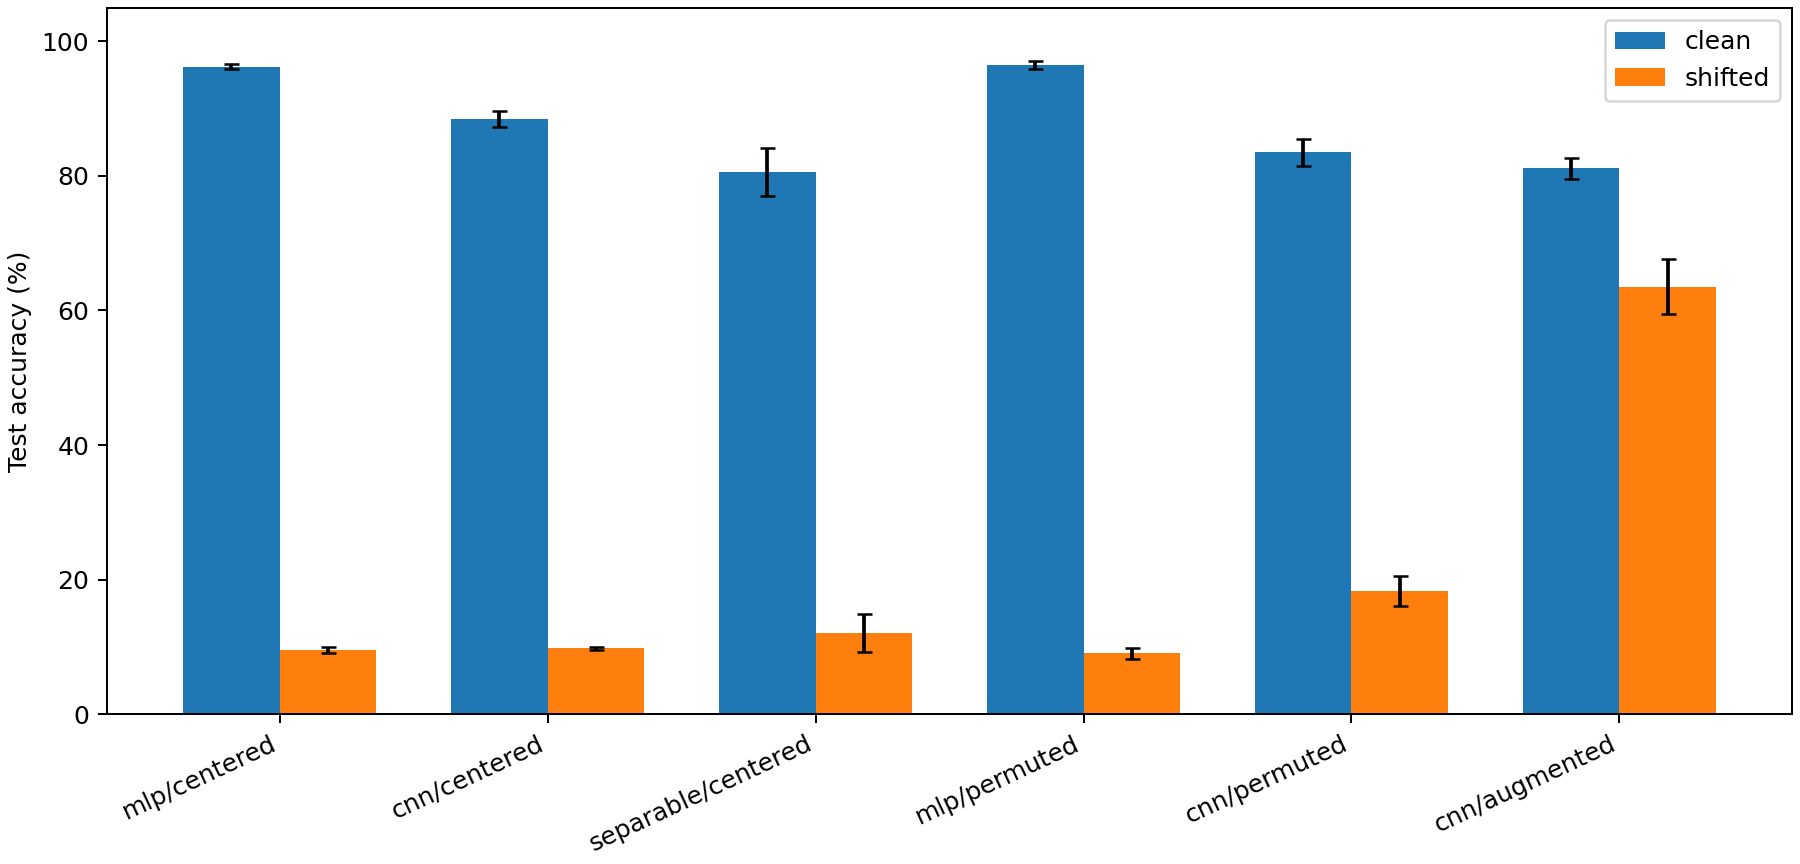 Test accuracy (%)
100
80
60
40
20
0
clean
shifted
mlp/centered
cnn/centered
separable/centered
mlp/permuted
cnn/permuted
cnn/augmented